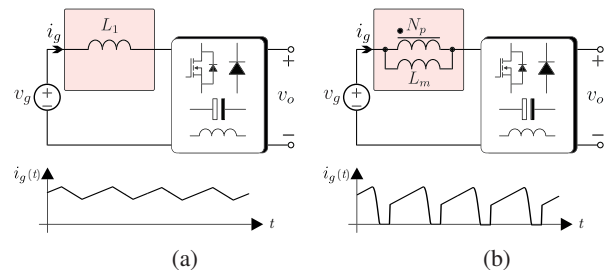 L_1
i_g
v_g
+
−
+
v_o
−
i_g(t)
t
(a)
N_p
i_g
L_m
v_g
+
−
+
v_o
−
i_g(t)
t
(b)